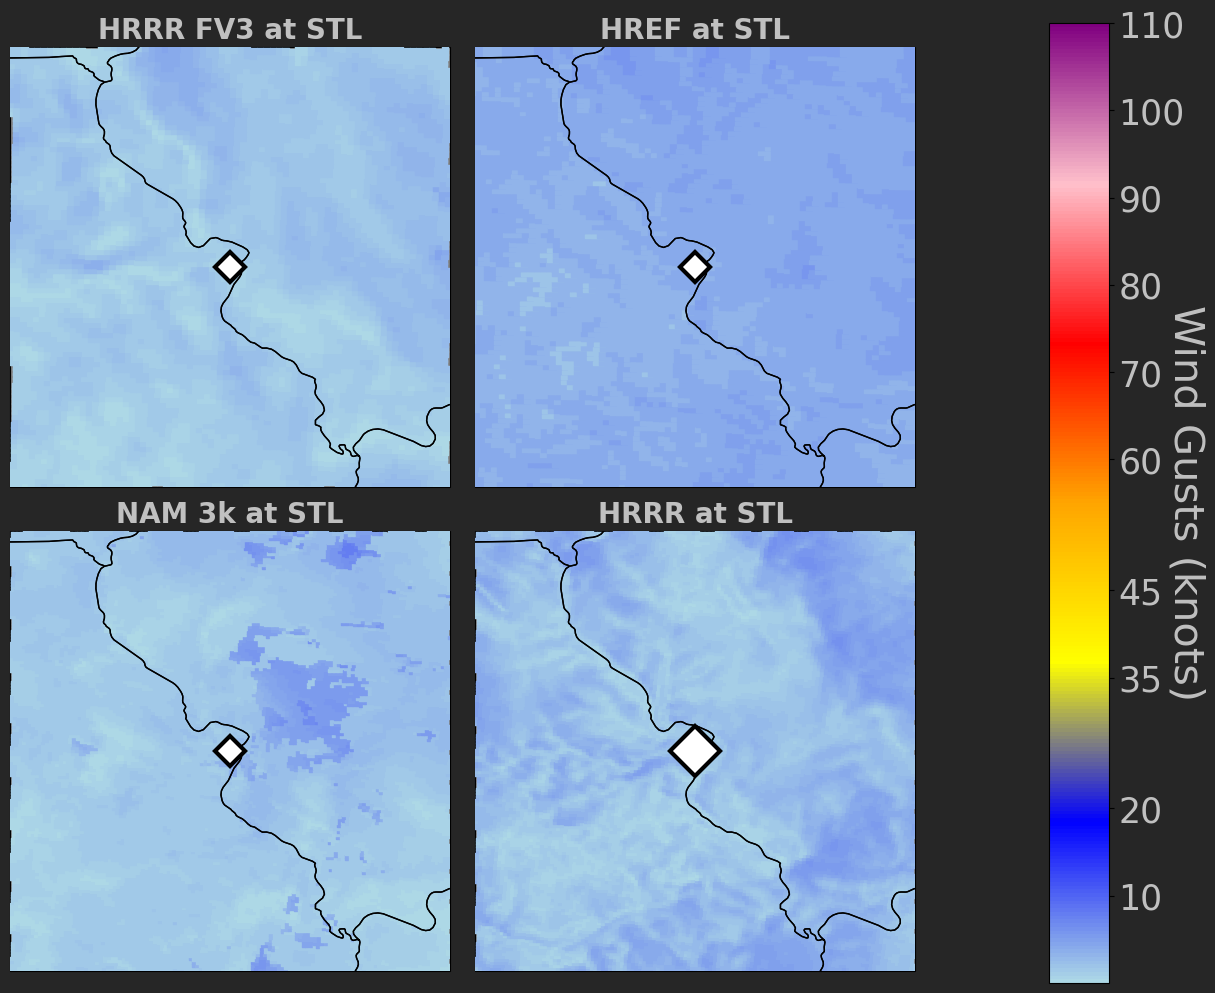 HRRR FV3 at STL
HREF at STL
NAM 3k at STL
HRRR at STL
110
100
90
80
70
60
45
35
20
10
Wind Gusts (knots)